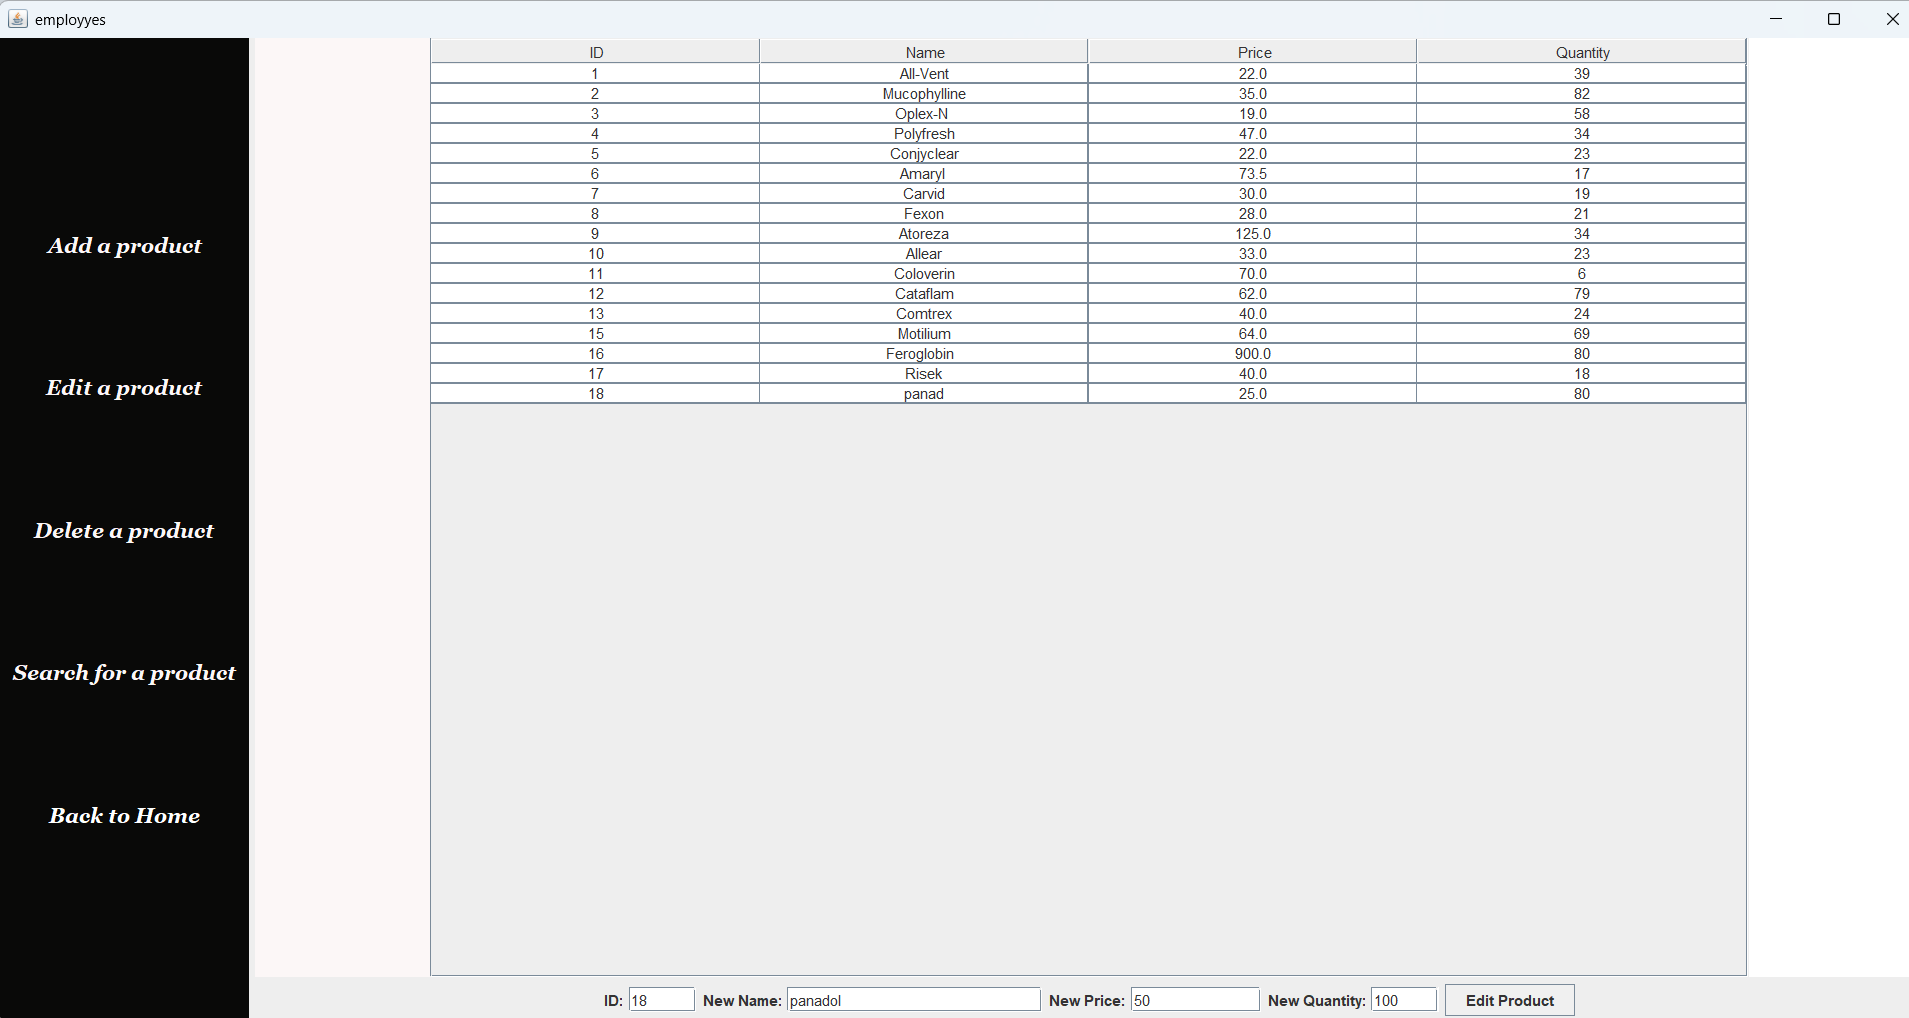 employyes
ID Name Price Quantity
1 All-Vent 22.0 39
2 Mucophylline 35.0 82
3 Oplex-N 19.0 58
4 Polyfresh 47.0 34
5 Conjyclear 22.0 23
6 Amaryl 73.5 17
7 Carvid 30.0 19
8 Fexon 28.0 21
9 Atoreza 125.0 34
10 Allear 33.0 23
11 Coloverin 70.0 6
12 Cataflam 62.0 79
13 Comtrex 40.0 24
15 Motilium 64.0 69
16 Feroglobin 900.0 80
17 Risek 40.0 18
18 panad 25.0 80
Add a product
Edit a product
Delete a product
Search for a product
Back to Home
ID: 18 New Name: panadol New Price: 50 New Quantity: 100 Edit Product